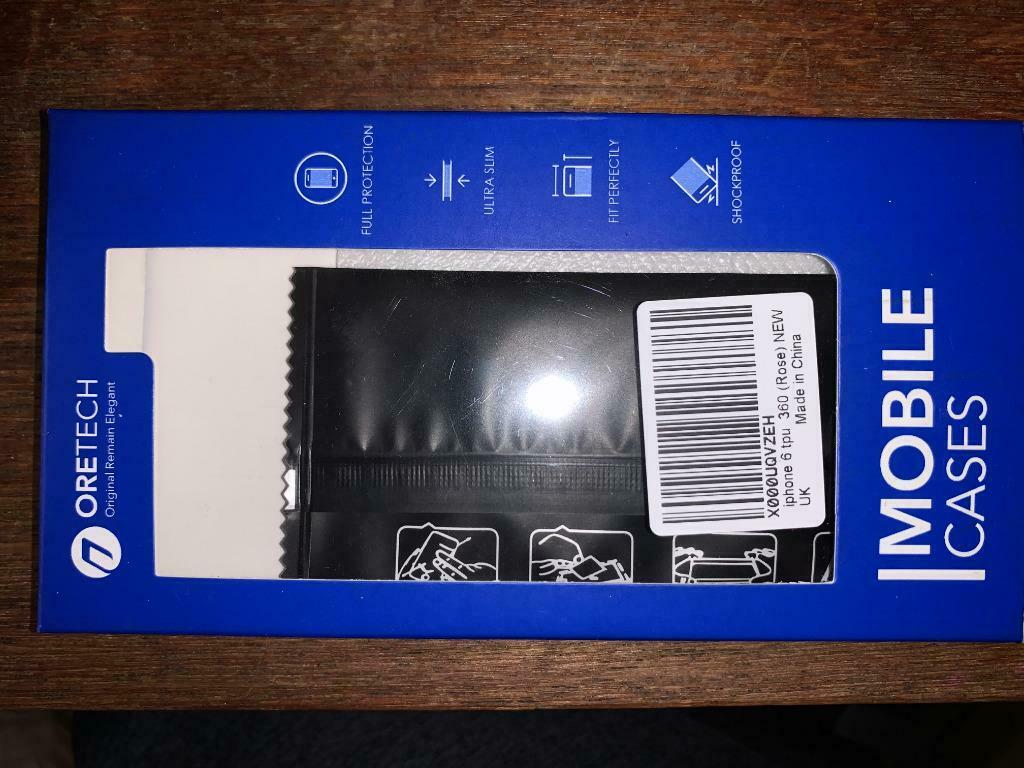 ORETECH
Original Remain Elegant
FULL PROTECTION
ULTRA SLIM
FIT PERFECTLY
SHOCKPROOF
X000UQVZEH
iphone 6 tpu 360 (Rose) NEW
UK Made in China
MOBILE
CASES